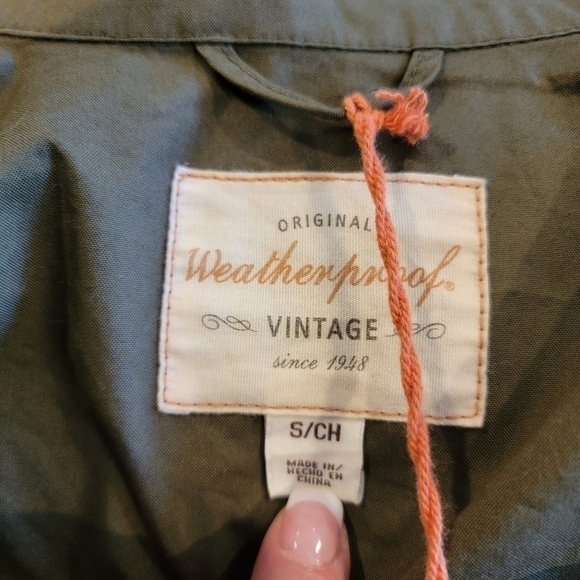 ORIGINAL
Weatherproof®
VINTAGE
since 1948
S/CH
MADE IN/
HECHO EN
CHINA